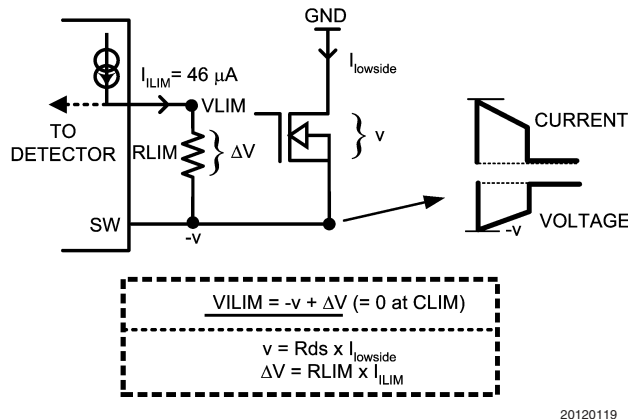 GND
I_lowside
I_ILIM = 46 μA
VLIM
TO
DETECTOR
RLIM
} ΔV
} v
SW
-v
CURRENT
VOLTAGE
-v
VILIM = -v + ΔV (= 0 at CLIM)
v = Rds x I_lowside
ΔV = RLIM x I_ILIM
20120119